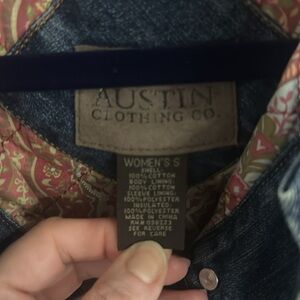 AUSTIN
CLOTHING CO.
WOMEN'S S
SHELL:
100% COTTON
BODY LINING:
100% COTTON
SLEEVE LINING:
100% POLYESTER
INSULATED:
100% POLYESTER
MADE IN CHINA
SEE REVERSE
FOR CARE